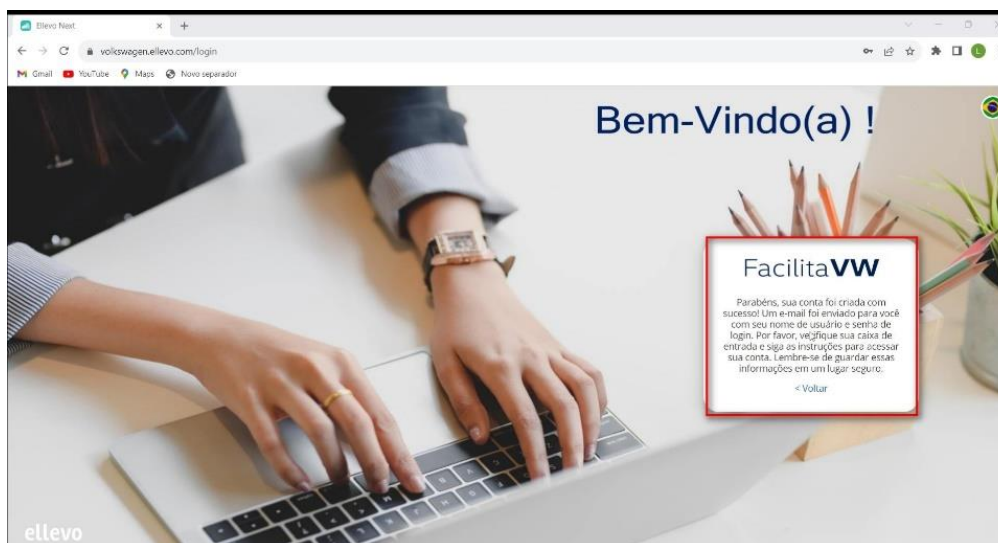 Ellevo Next
volkswagen.ellevo.com/login
Gmail YouTube Maps Novo separador
Bem-Vindo(a) !
FacilitaVW
Parabéns, sua conta foi criada com
sucesso! Um e-mail foi enviado para você
com seu nome de usuário e senha de
login. Por favor, verifique sua caixa de
entrada e siga as instruções para acessar
sua conta. Lembre-se de guardar essas
informações em um lugar seguro.
< Voltar
ellevo